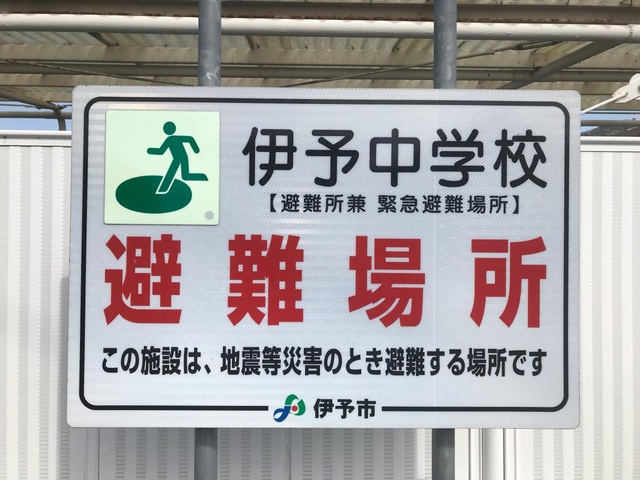 伊予中学校
【避難所兼 緊急避難場所】
避難場所
この施設は、地震等災害のとき避難する場所です
伊予市